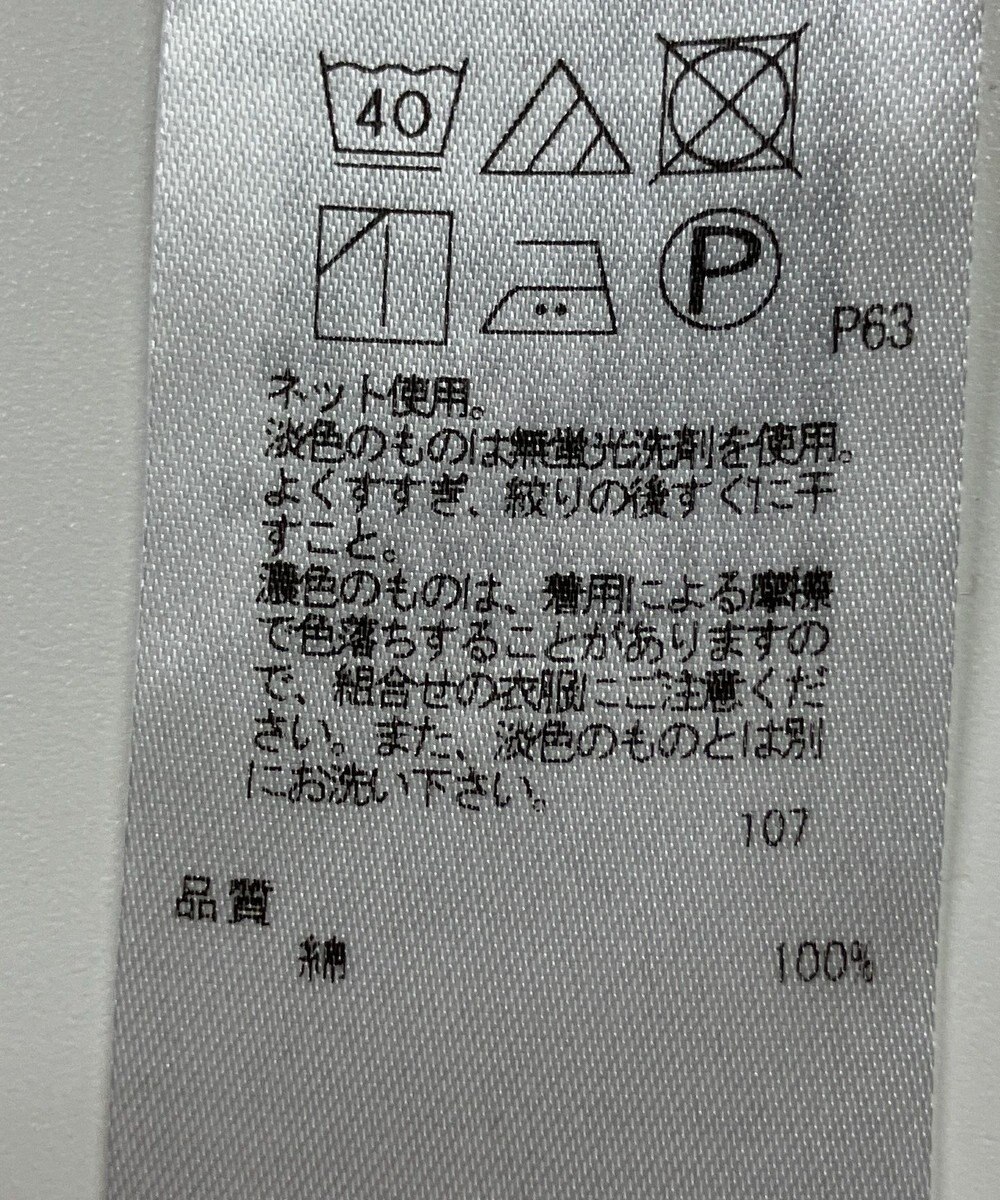 40
P
P63
ネット使用。
淡色のものは無蛍光洗剤を使用。
よくすすぎ、絞りの後すぐに干
すこと。
濃色のものは、着用による摩擦
で色落ちすることがありますの
で、組合せの衣服にご注意くだ
さい。また、淡色のものとは別
にお洗い下さい。
107
品質
綿 100%